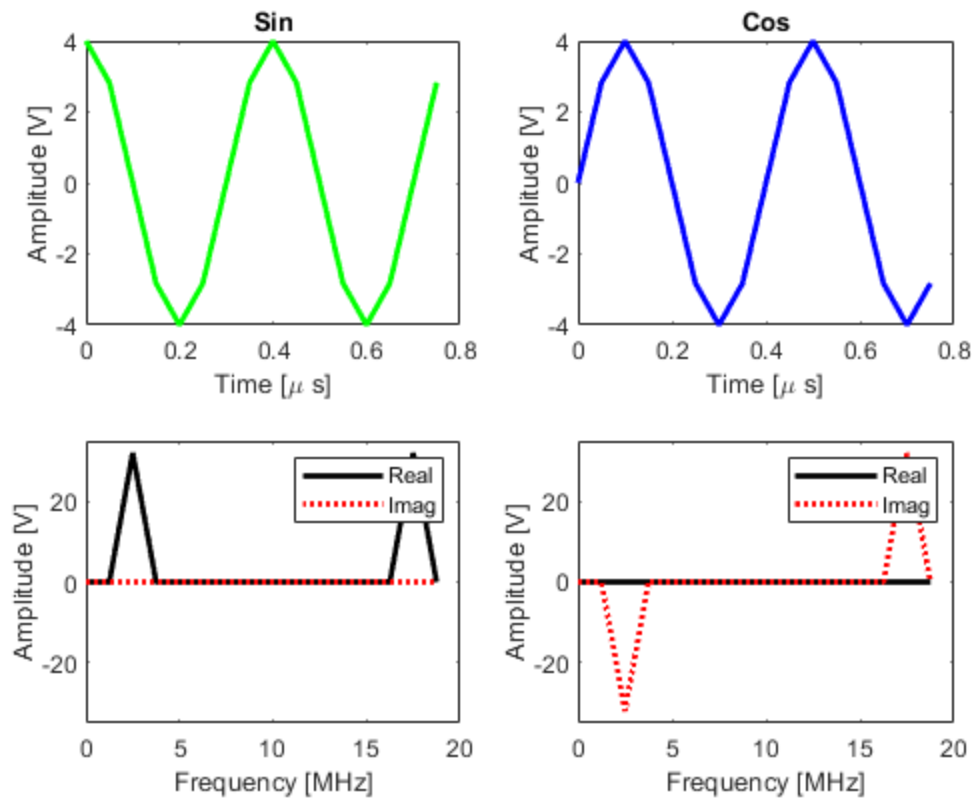 Sin
Amplitude [V]
4
2
0
-2
-4
0 0.2 0.4 0.6 0.8
Time [μ s]
Cos
Amplitude [V]
4
2
0
-2
-4
0 0.2 0.4 0.6 0.8
Time [μ s]
Amplitude [V]
20
0
-20
Real
Imag
0 5 10 15 20
Frequency [MHz]
Amplitude [V]
20
0
-20
Real
Imag
0 5 10 15 20
Frequency [MHz]